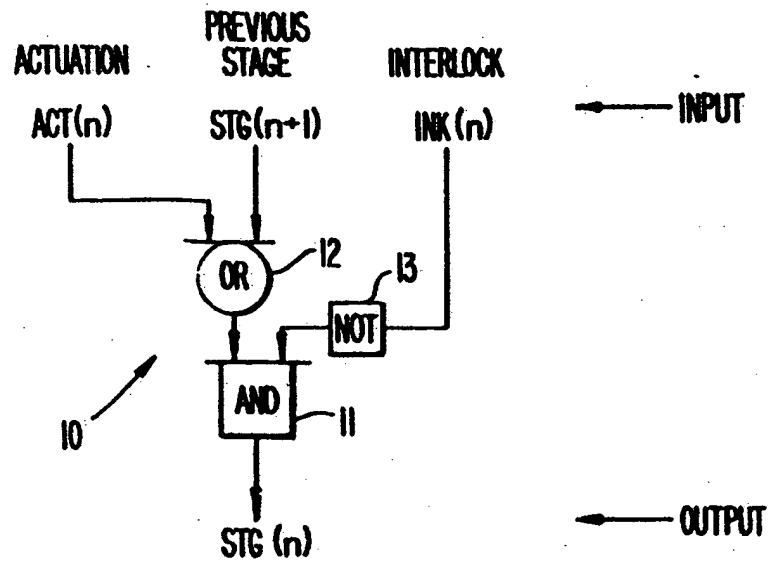 PREVIOUS
ACTUATION STAGE INTERLOCK
ACT(n) STG(n+1) INK(n) INPUT
12
OR
13
NOT
AND
11
10
STG (n)
OUTPUT